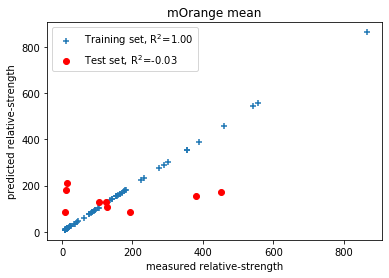 mOrange mean
Training set, R²=1.00
Test set, R²=-0.03
predicted relative-strength
800
600
400
200
0
0
200
400
600
800
measured relative-strength